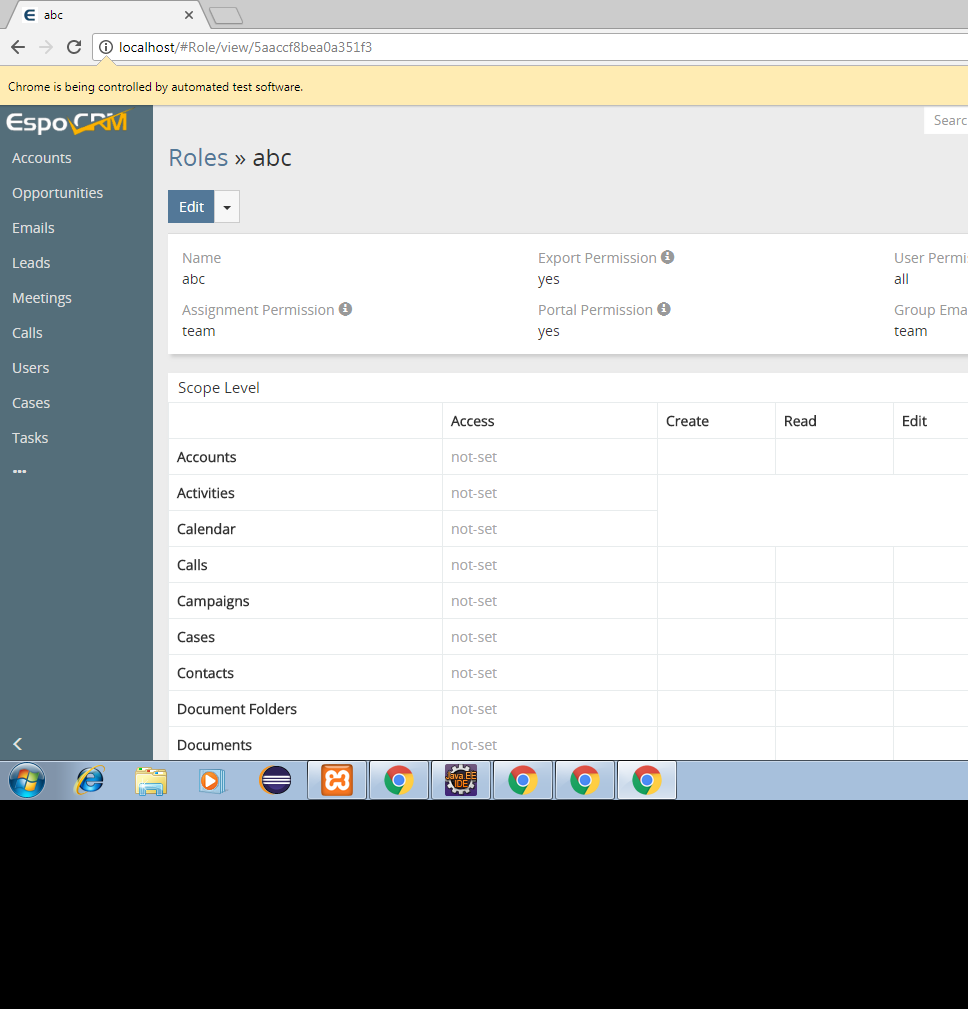 abc
localhost/#Role/view/5aaccf8bea0a351f3
Chrome is being controlled by automated test software.
EspoCRM
Searc
Accounts
Opportunities
Emails
Leads
Meetings
Calls
Users
Cases
Tasks
Roles » abc
Edit
Name Export Permission User Permis
abc yes all
Assignment Permission Portal Permission Group Ema
team yes team
Scope Level
Access Create Read Edit
Accounts not-set
Activities not-set
Calendar not-set
Calls not-set
Campaigns not-set
Cases not-set
Contacts not-set
Document Folders not-set
Documents not-set
Java EE
IDE